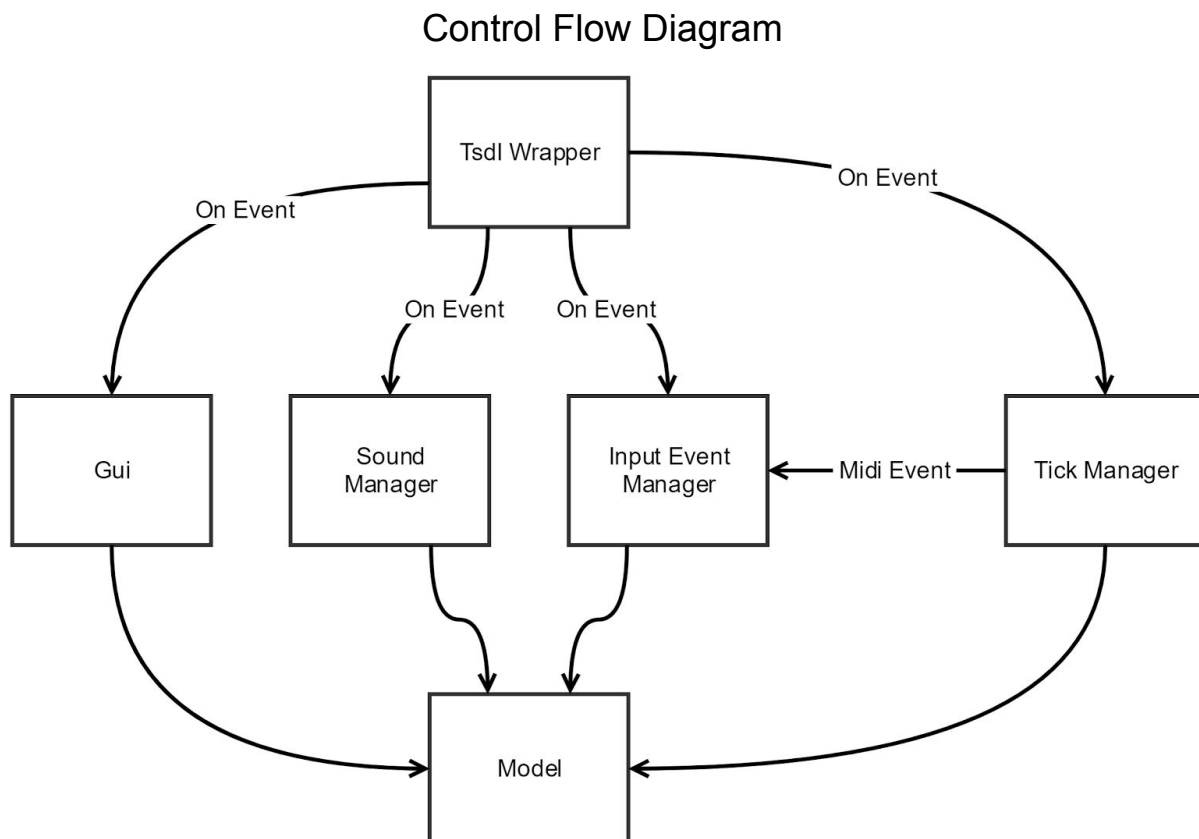 Control Flow Diagram
Tsdl Wrapper
On Event
On Event
On Event
On Event
Gui
Sound
Manager
Input Event
Manager
Midi Event
Tick Manager
Model